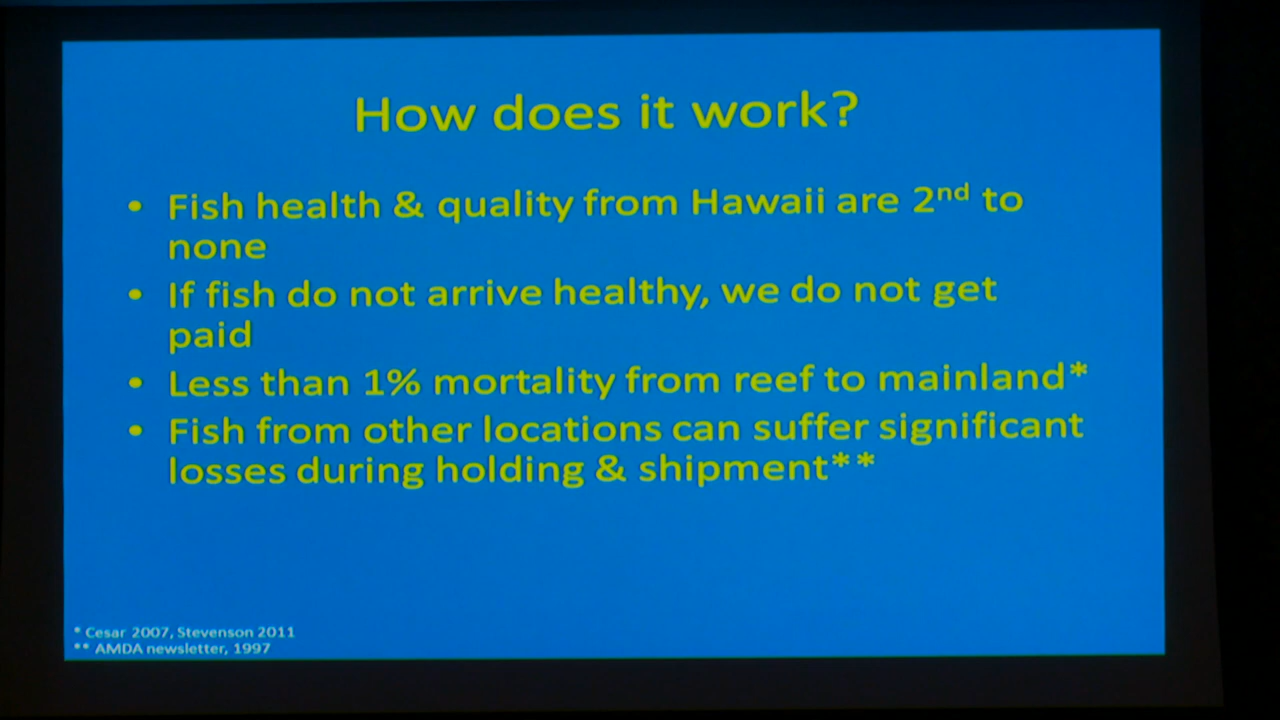 How does it work?
• Fish health & quality from Hawaii are 2nd to
none
• If fish do not arrive healthy, we do not get
paid
• Less than 1% mortality from reef to mainland*
• Fish from other locations can suffer significant
losses during holding & shipment**
* Cesar 2007, Stevenson 2011
** AMDA newsletter, 1997